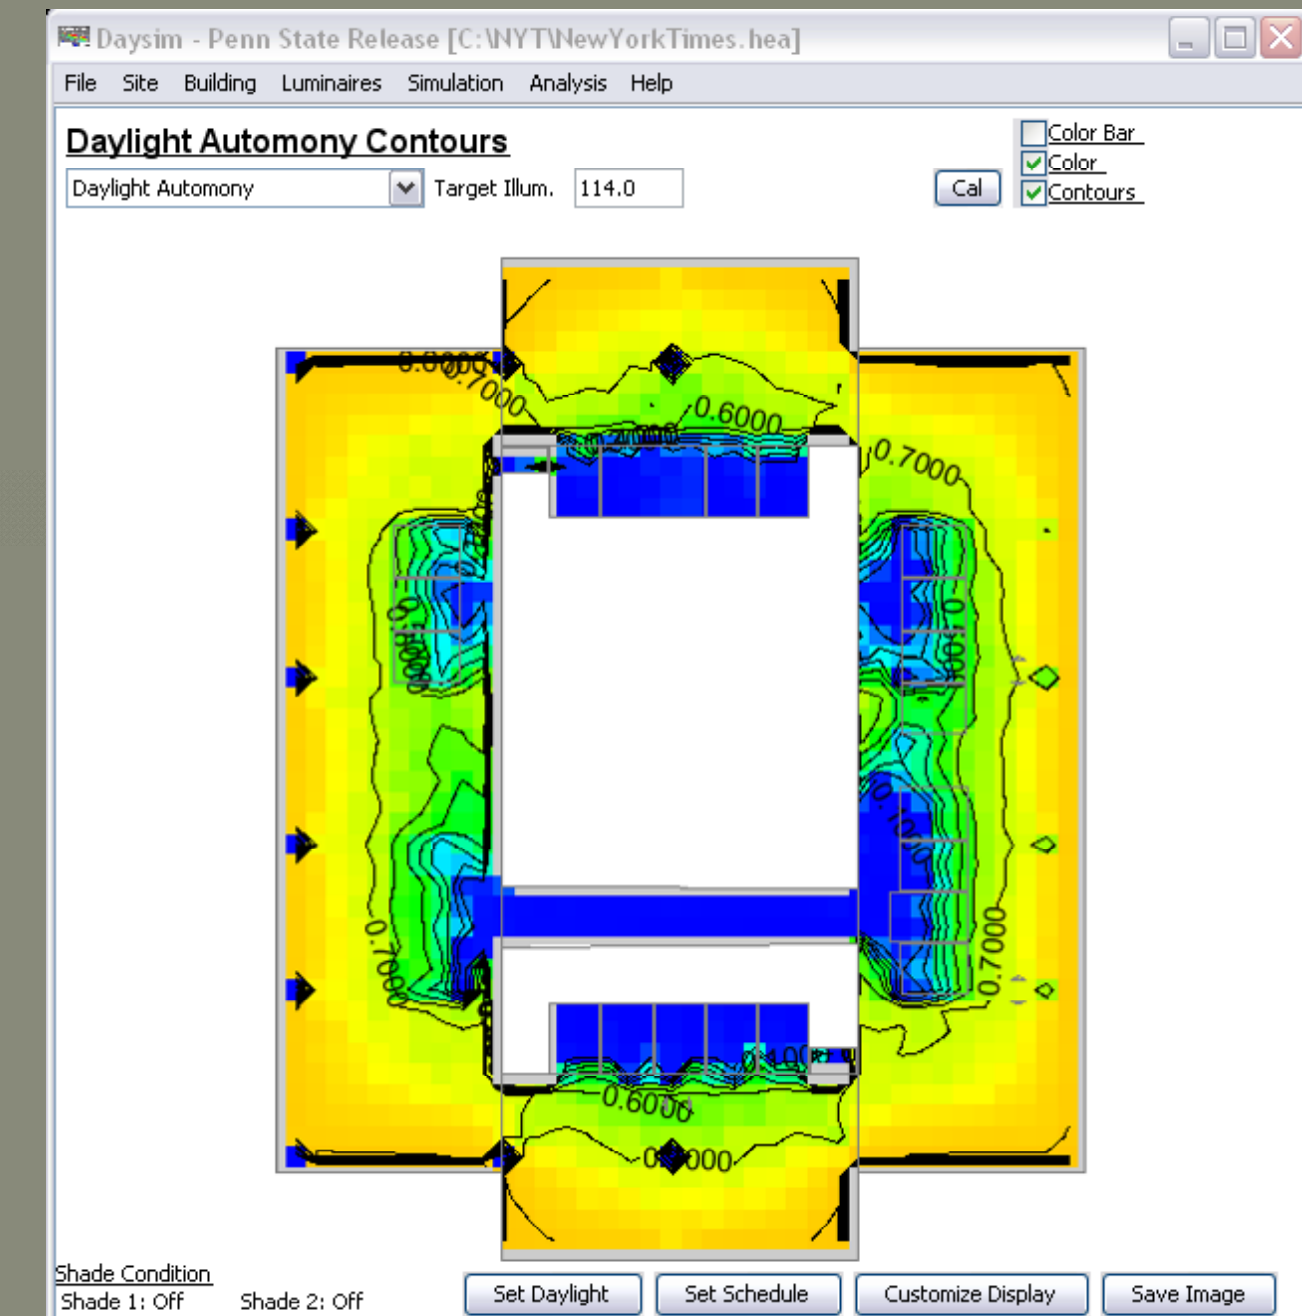 Daysim - Penn State Release [C:\NYT\NewYorkTimes.hea]
File Site Building Luminaires Simulation Analysis Help
Daylight Automony Contours
Color Bar
Color
Contours
Daylight Automony
Target Illum. 114.0
Cal
0.7000
0.6000
0.7000
0.1000
0.7000
0.7000
0.6000
Shade Condition
Shade 1: Off Shade 2: Off
Set Daylight Set Schedule Customize Display Save Image